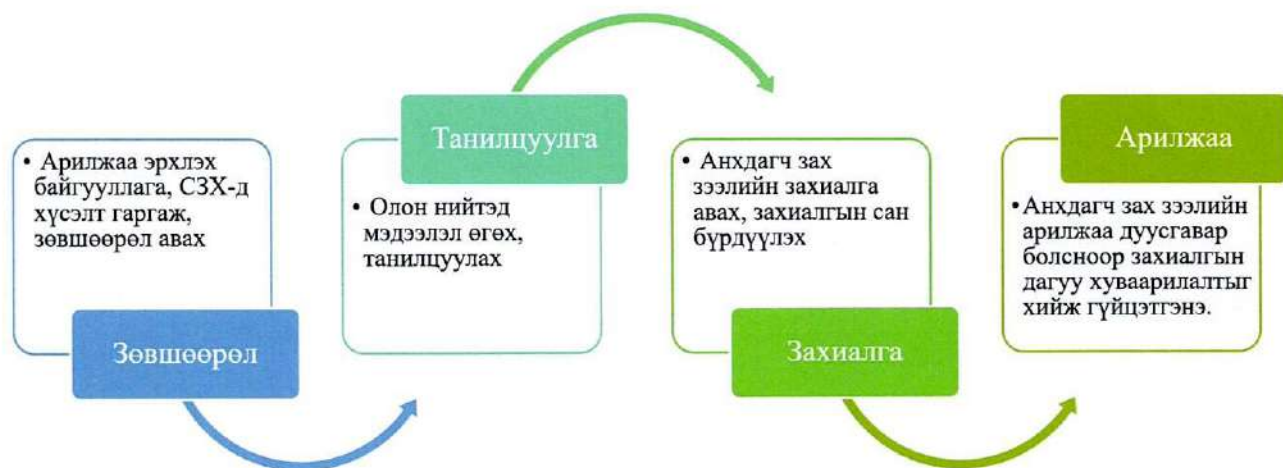 • Арилжаа эрхлэх
байгууллага, СЗХ-д
хүсэлт гаргаж,
зөвшөөрөл авах
Зөвшөөрөл
Танилцуулга
• Олон нийтэд
мэдээлэл өгөх,
танилцуулах
• Анхдагч зах
зээлийн захиалга
авах, захиалгын сан
бүрдүүлэх
Захиалга
Арилжаа
•Анхдагч зах зээлийн
арилжаа дуусгавар
болсноор захиалгын
дагуу хуваарилалтыг
хийж гүйцэтгэнэ.